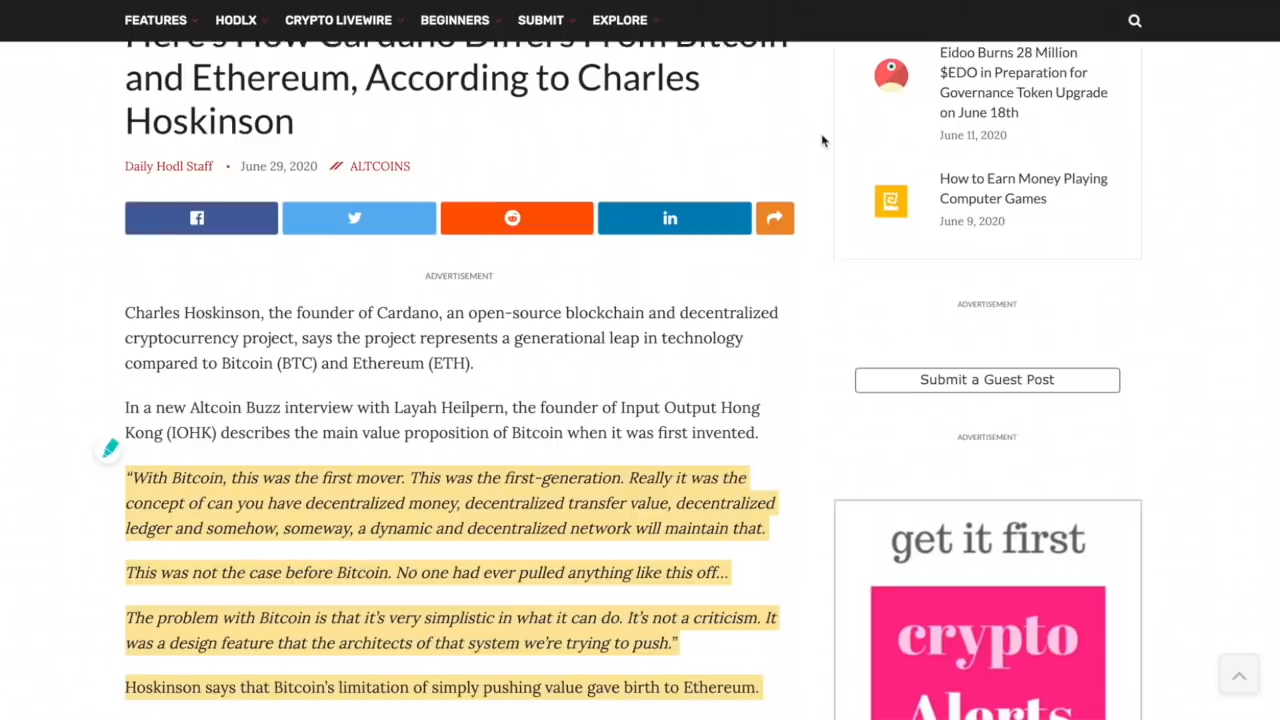 FEATURES HODLX CRYPTO LIVEWIRE BEGINNERS SUBMIT EXPLORE
Here's How Cardano Differs From Bitcoin
and Ethereum, According to Charles
Hoskinson
Daily Hodl Staff • June 29, 2020 // ALTCOINS
ADVERTISEMENT
Charles Hoskinson, the founder of Cardano, an open-source blockchain and decentralized
cryptocurrency project, says the project represents a generational leap in technology
compared to Bitcoin (BTC) and Ethereum (ETH).
In a new Altcoin Buzz interview with Layah Heilpern, the founder of Input Output Hong
Kong (IOHK) describes the main value proposition of Bitcoin when it was first invented.
“With Bitcoin, this was the first mover. This was the first-generation. Really it was the
concept of can you have decentralized money, decentralized transfer value, decentralized
ledger and somehow, someway, a dynamic and decentralized network will maintain that.
This was not the case before Bitcoin. No one had ever pulled anything like this off…
The problem with Bitcoin is that it’s very simplistic in what it can do. It’s not a criticism. It
was a design feature that the architects of that system we’re trying to push.”
Hoskinson says that Bitcoin’s limitation of simply pushing value gave birth to Ethereum.
Eidoo Burns 28 Million
$EDO in Preparation for
Governance Token Upgrade
on June 18th
June 11, 2020
How to Earn Money Playing
Computer Games
June 9, 2020
ADVERTISEMENT
Submit a Guest Post
ADVERTISEMENT
get it first
crypto
Alerts